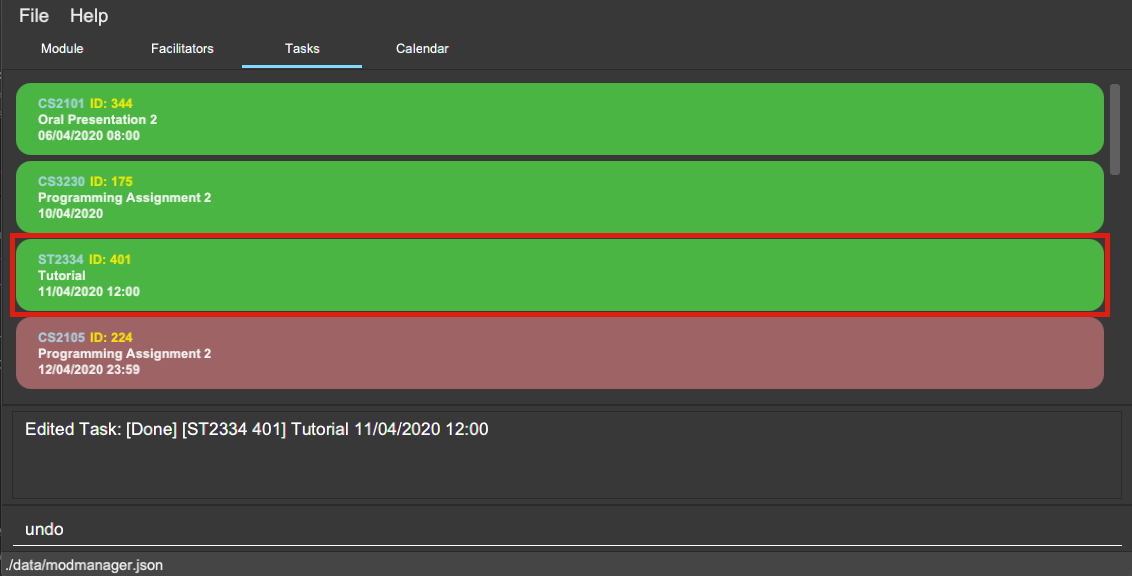 File Help
Module Facilitators Tasks Calendar
CS2101 ID: 344
Oral Presentation 2
06/04/2020 08:00
CS3230 ID: 175
Programming Assignment 2
10/04/2020
ST2334 ID: 401
Tutorial
11/04/2020 12:00
CS2105 ID: 224
Programming Assignment 2
12/04/2020 23:59
Edited Task: [Done] [ST2334 401] Tutorial 11/04/2020 12:00
undo
./data/modmanager.json